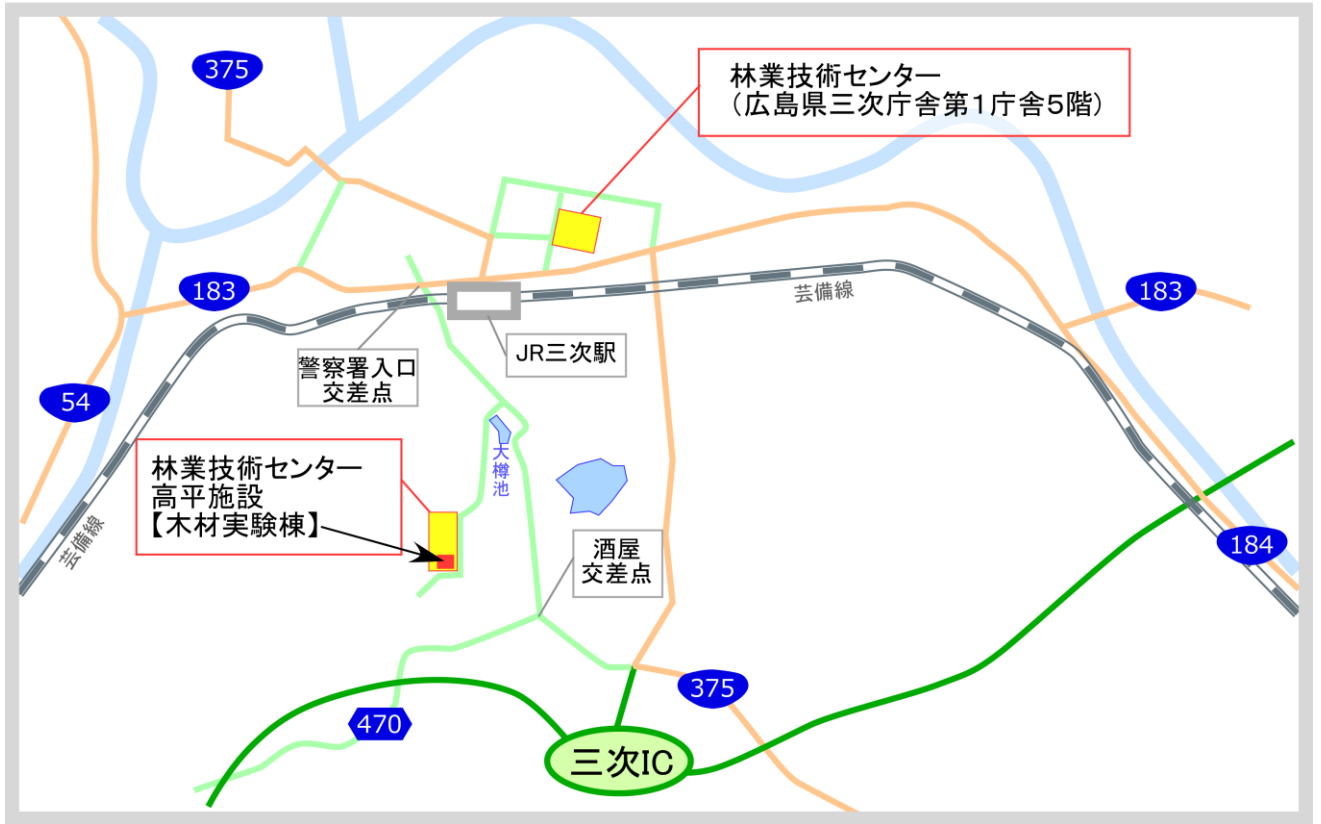 375
林業技術センター
（広島県三次庁舎第１庁舎５階）
183
芸備線
183
警察署入口
交差点
JR三次駅
54
林業技術センター
高平施設
【木材実験棟】
大樽池
芸備線
酒屋
交差点
184
375
470
三次IC